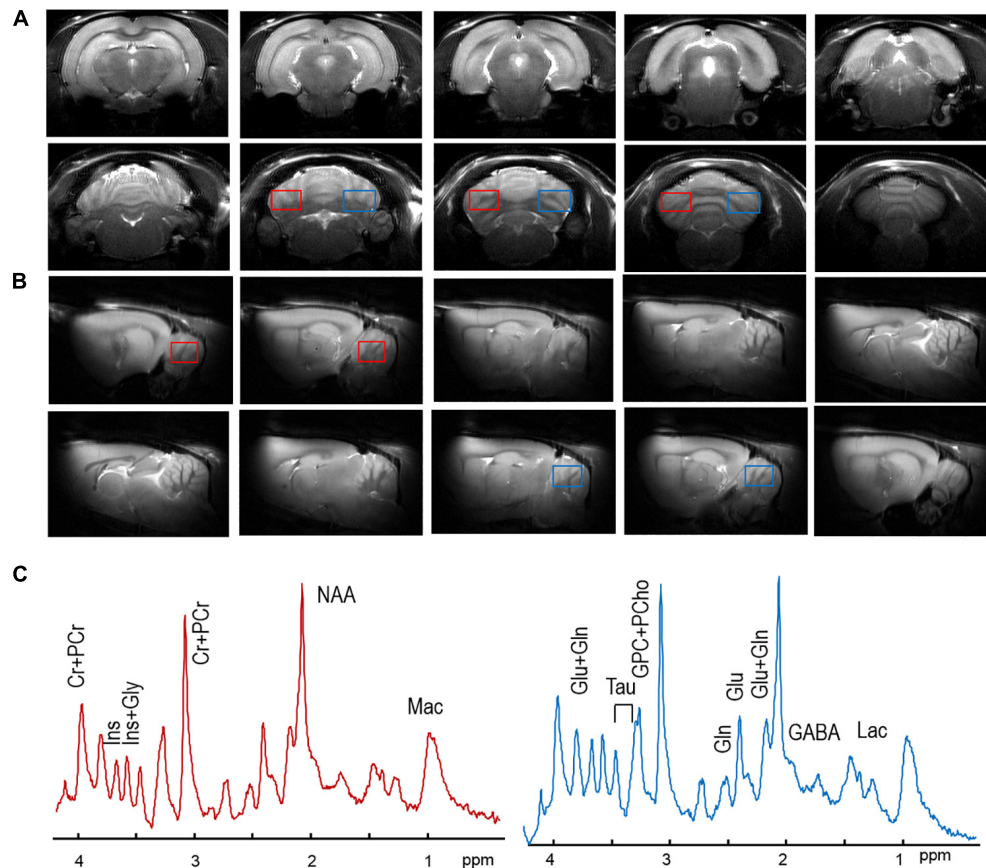 A
B
C
Cr+PCr
Ins
Ins+Gly
Cr+PCr
NAA
Mac
Glu+Gln
Tau
GPC+PCho
Gln
Glu
Glu+Gln
GABA
Lac
4 3 2 1 ppm
4 3 2 1 ppm